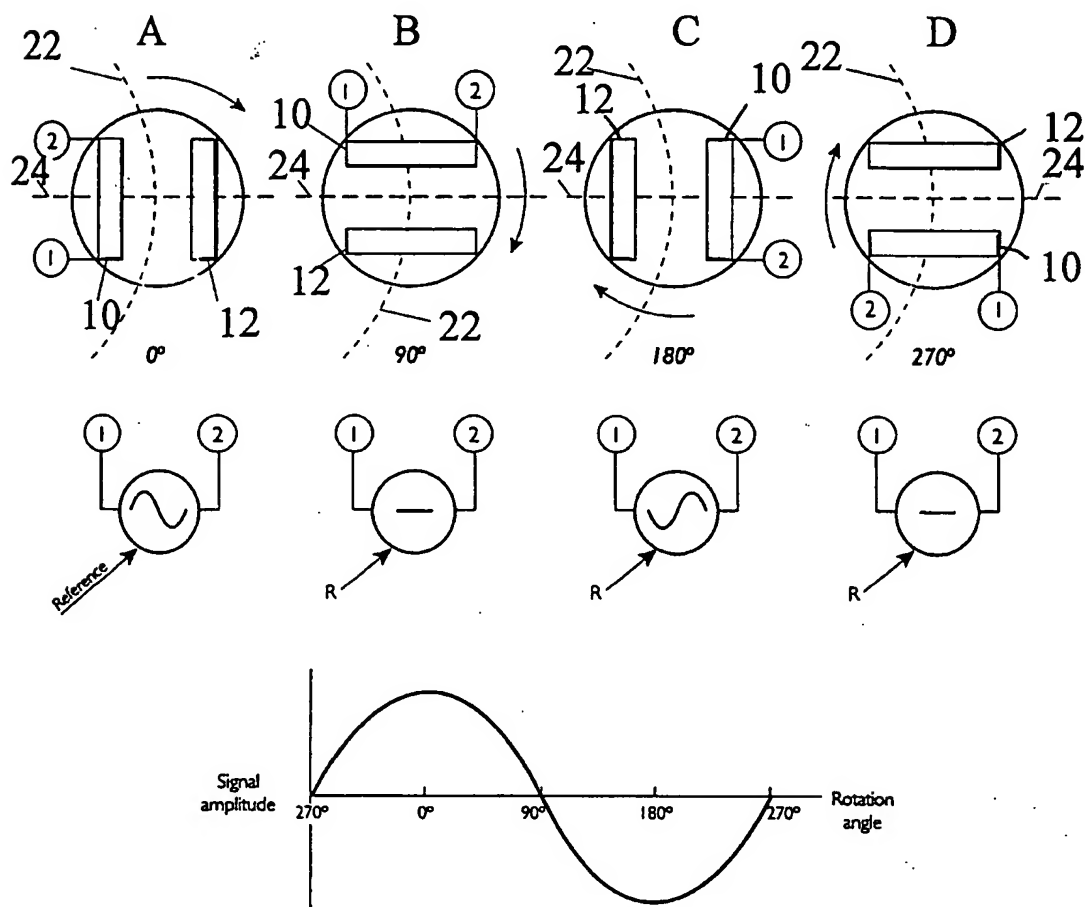 A B C D
22 22 22
1 2 10
10 12 12
2 1 24
24 24 24
1 2
12
10 12 22 2 1 10
0° 90° 180° 270°
1 2 1 2 1 2 1 2
Reference R R R
Signal amplitude
270° 0° 90° 180° 270°
Rotation angle